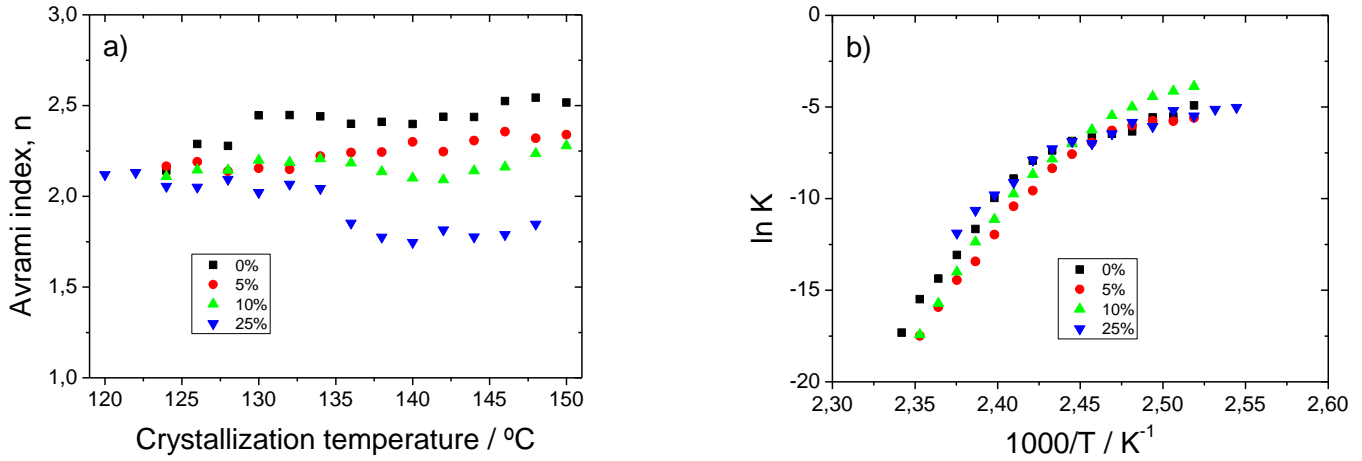 a)
3,0
2,5
2,0
1,5
1,0
Avrami index, n
0%
5%
10%
25%
120 125 130 135 140 145 150
Crystallization temperature / ºC
b)
0
-5
-10
-15
-20
ln K
0%
5%
10%
25%
2,30 2,35 2,40 2,45 2,50 2,55 2,60
1000/T / K-1